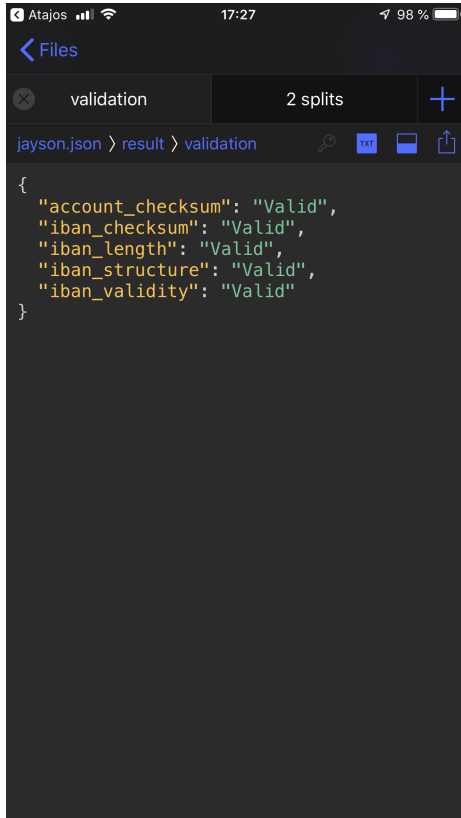 Atajos 17:27 98 %
Files
validation 2 splits
jayson.json 〉 result 〉 validation TXT
{
"account_checksum": "Valid",
"iban_checksum": "Valid",
"iban_length": "Valid",
"iban_structure": "Valid",
"iban_validity": "Valid"
}